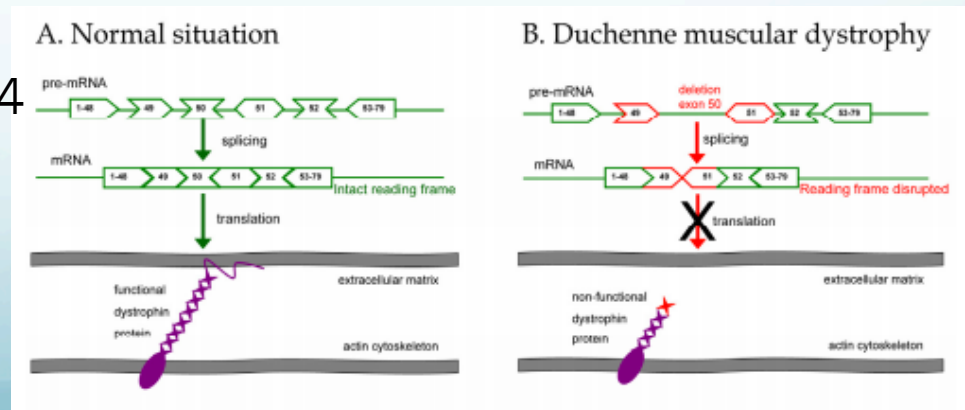 A. Normal situation
4
pre-mRNA
1-48 49 50 51 52 53-79
splicing
mRNA
1-48 49 50 51 52 53-79
Intact reading frame
translation
extracellular matrix
functional
dystrophin
protein
actin cytoskeleton
B. Duchenne muscular dystrophy
pre-mRNA
deletion
exon 50
1-48 49 51 52 53-79
splicing
mRNA
1-48 49 51 52 53-79
Reading frame disrupted
X translation
extracellular matrix
non-functional
dystrophin
protein
actin cytoskeleton